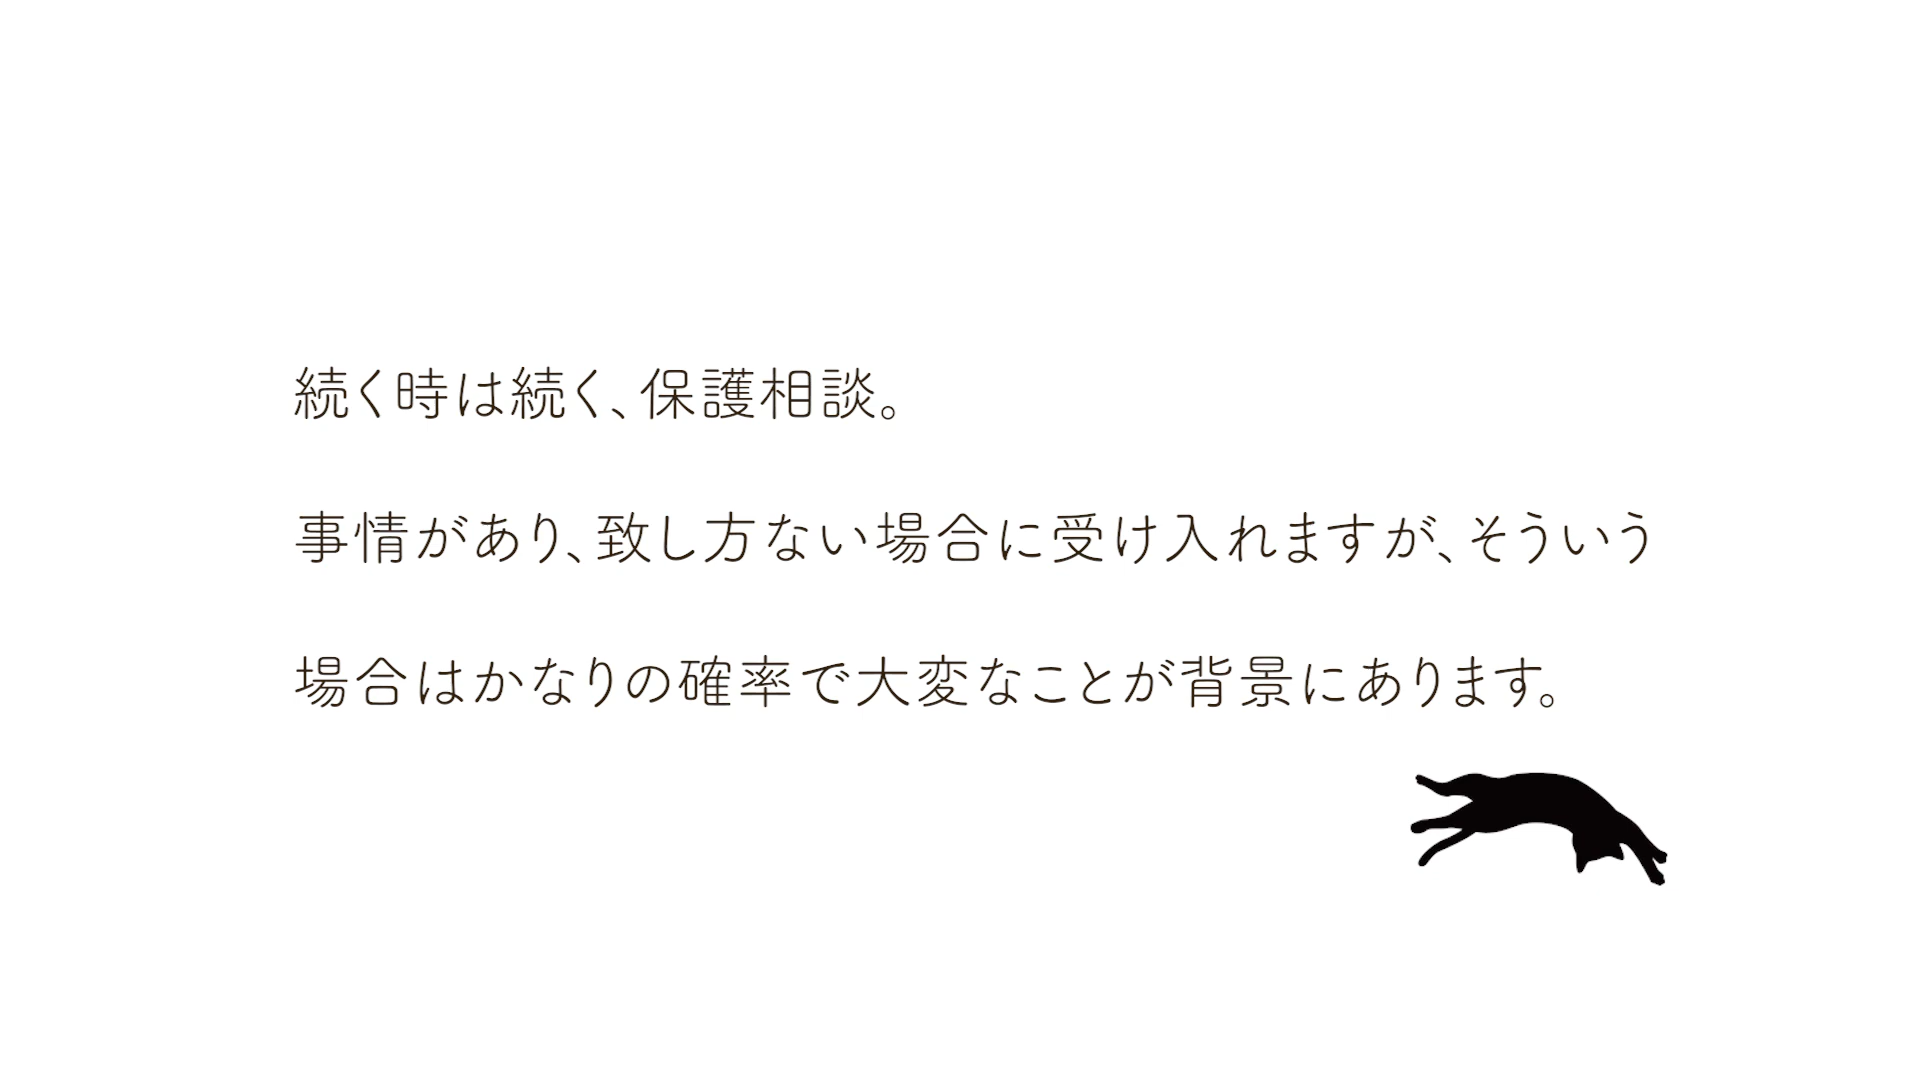 続く時は続く、保護相談。
事情があり、致し方ない場合に受け入れますが、そういう
場合はかなりの確率で大変なことが背景にあります。